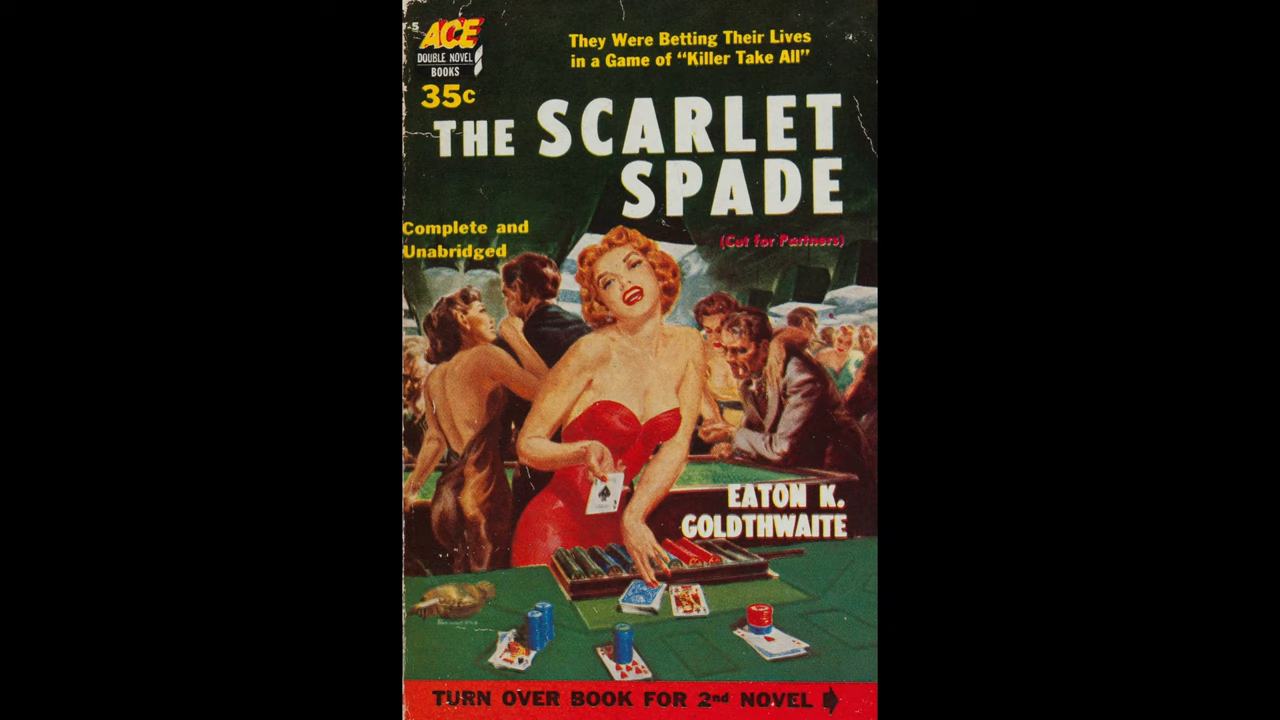 -5
ACE
DOUBLE NOVEL
BOOKS
35c
They Were Betting Their Lives
in a Game of “Killer Take All”
THE SCARLET
SPADE
(Cut for Partners)
Complete and
Unabridged
EATON K.
GOLDTHWAITE
TURN OVER BOOK FOR 2nd NOVEL